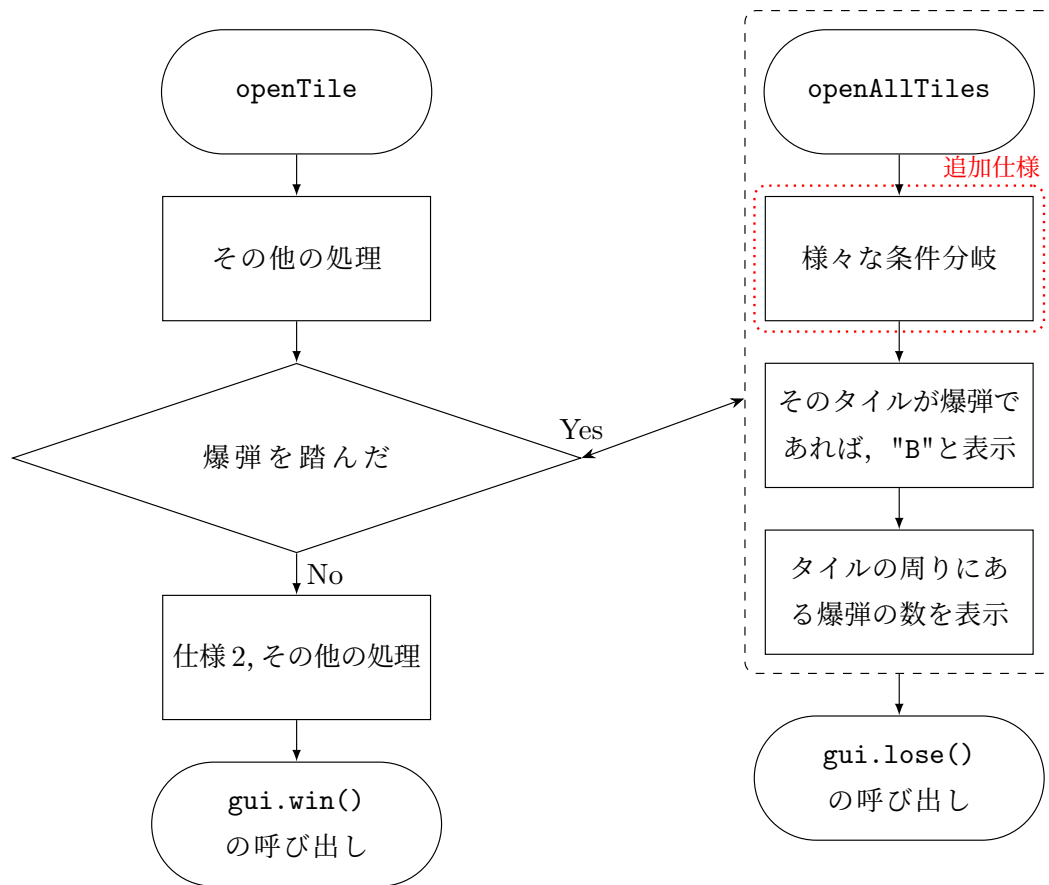 openTile
その他の処理
爆弾を踏んだ
Yes
No
仕様 2, その他の処理
gui.win()
の呼び出し
openAllTiles
追加仕様
様々な条件分岐
そのタイルが爆弾で
あれば，"B"と表示
タイルの周りにあ
る爆弾の数を表示
gui.lose()
の呼び出し